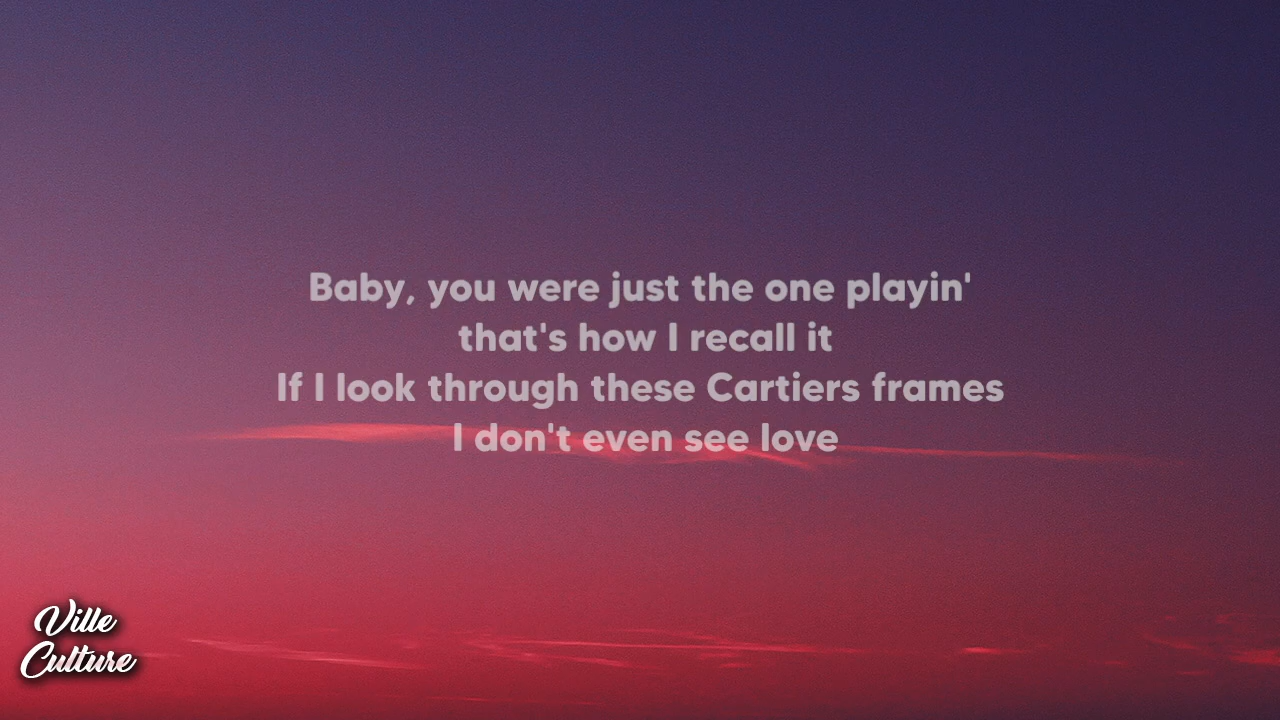 Baby, you were just the one playin'
that's how I recall it
If I look through these Cartiers frames
I don't even see love
Ville
Culture